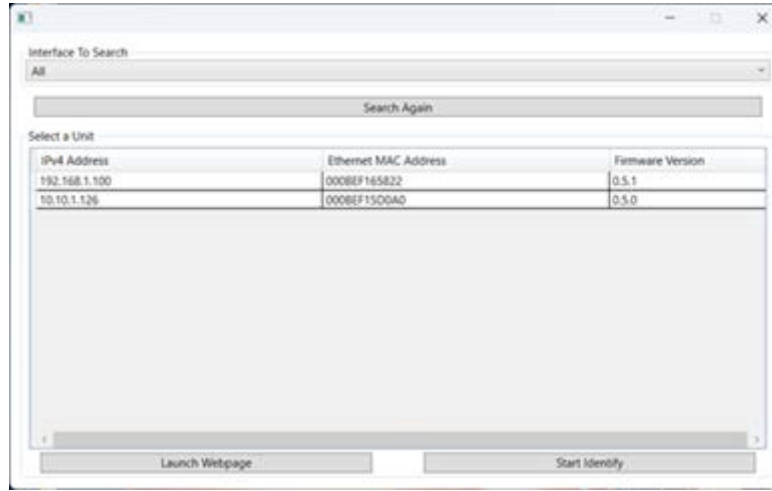 Interface To Search
All
Search Again
Select a Unit
IPv4 Address Ethernet MAC Address Firmware Version
192.168.1.100 0008EF165822 0.5.1
10.10.1.126 0008EF15D0A0 0.5.0
Launch Webpage Start Identify